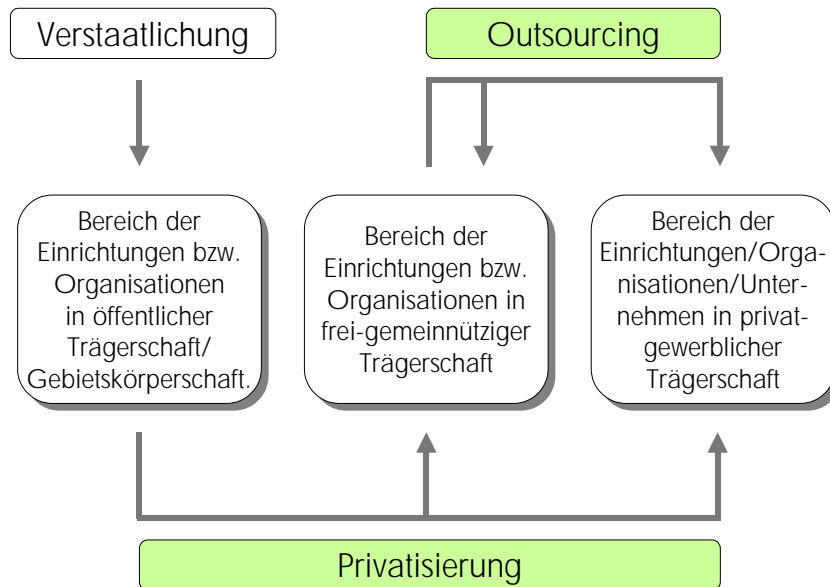 Verstaatlichung
Outsourcing
Bereich der
Einrichtungen bzw.
Organisationen
in öffentlicher
Trägerschaft/
Gebietskörperschaft.
Bereich der
Einrichtungen bzw.
Organisationen in
frei-gemeinnütziger
Trägerschaft
Bereich der
Einrichtungen/Orga-
nisationen/Unter-
nehmen in privat-
gewerblicher
Trägerschaft
Privatisierung